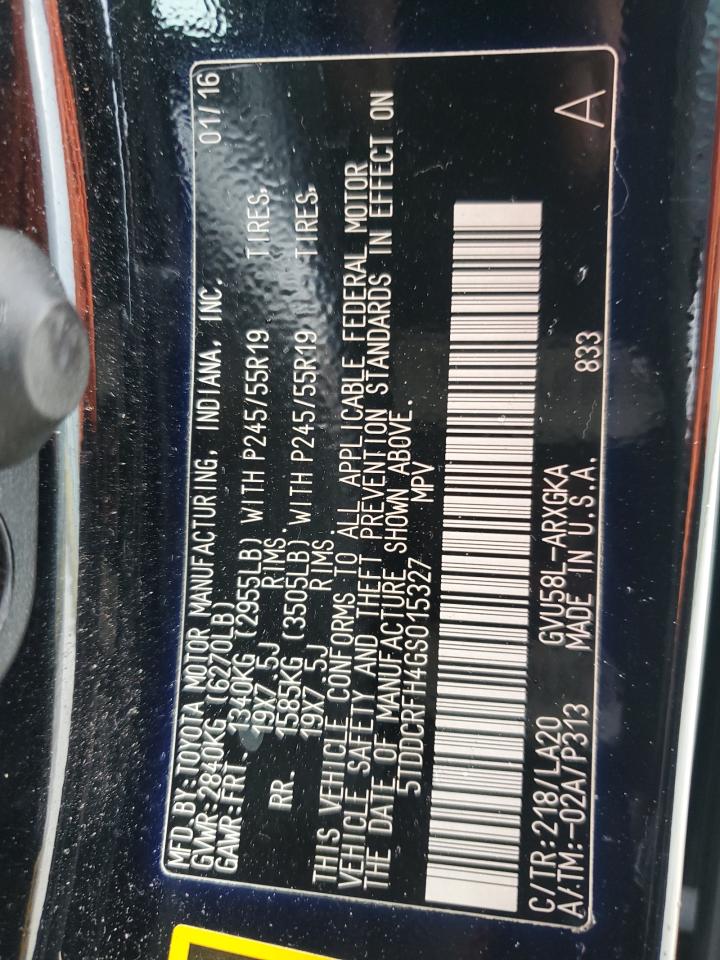 MFD.BY:TOYOTA MOTOR MANUFACTURING, INDIANA, INC. 01/16
GVWR:2840KG (6270LB)
GAWR:FRT. 1340KG (2955LB) WITH P245/55R19 TIRES,
19X7.5J RIMS.
RR. 1585KG (3505LB) WITH P245/55R19 TIRES,
19X7.5J RIMS.
THIS VEHICLE CONFORMS TO ALL APPLICABLE FEDERAL MOTOR
VEHICLE SAFETY AND THEFT PREVENTION STANDARDS IN EFFECT ON
THE DATE OF MANUFACTURE SHOWN ABOVE.
5TDDCRFH4GS015327 MPV
C/TR:218/LA20 GVU58L-ARXGKA 833 A
A/TM:-02A/P313 MADE IN U.S.A.